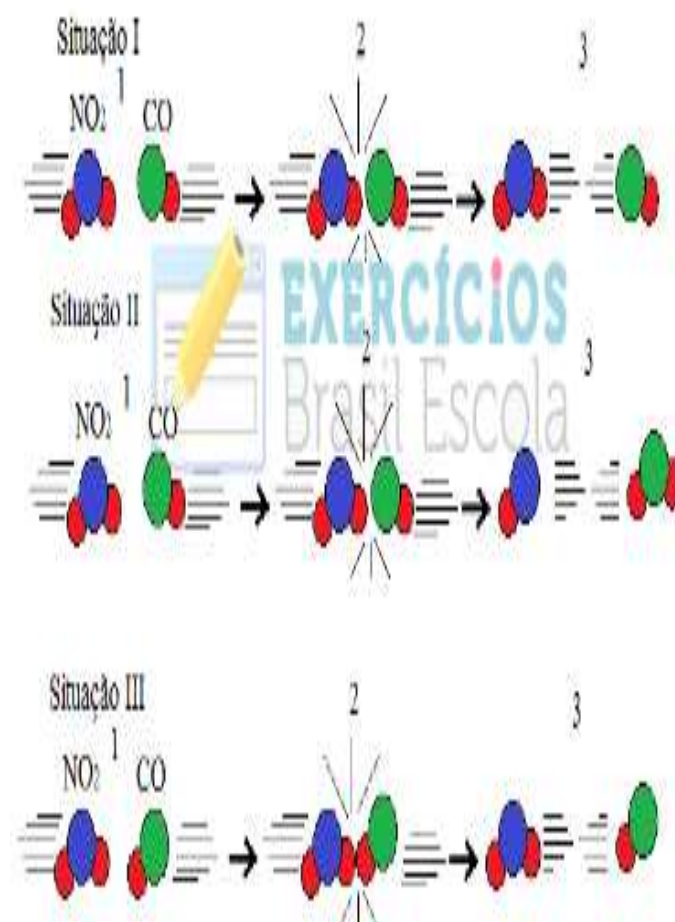 Situação I
1 2 3
NO₂ CO
EXERCÍCIOS
Brasil Escola
Situação II
1 2 3
NO₂ CO
Situação III
1 2 3
NO₂ CO